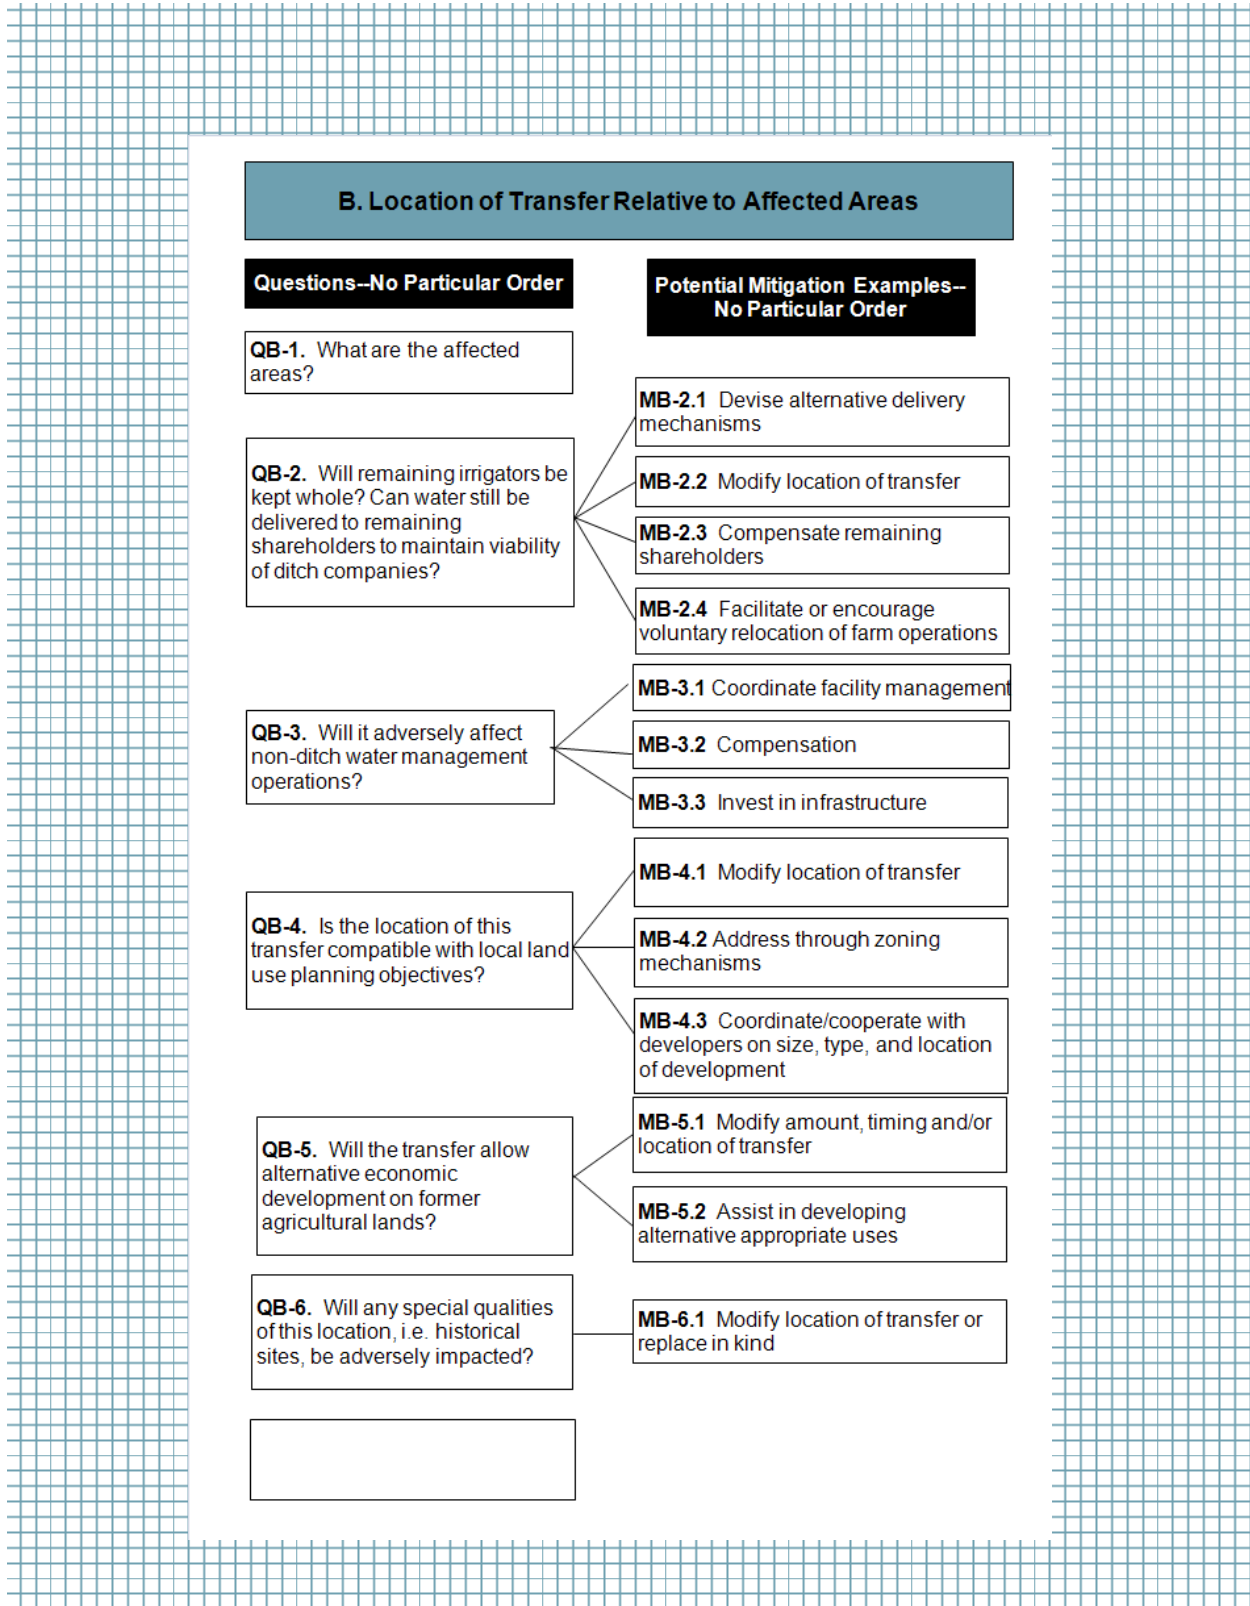 B. Location of Transfer Relative to Affected Areas
Questions--No Particular Order
Potential Mitigation Examples--
No Particular Order
QB-1. What are the affected
areas?
QB-2. Will remaining irrigators be
kept whole? Can water still be
delivered to remaining
shareholders to maintain viability
of ditch companies?
MB-2.1 Devise alternative delivery
mechanisms
MB-2.2 Modify location of transfer
MB-2.3 Compensate remaining
shareholders
MB-2.4 Facilitate or encourage
voluntary relocation of farm operations
QB-3. Will it adversely affect
non-ditch water management
operations?
MB-3.1 Coordinate facility management
MB-3.2 Compensation
MB-3.3 Invest in infrastructure
QB-4. Is the location of this
transfer compatible with local land
use planning objectives?
MB-4.1 Modify location of transfer
MB-4.2 Address through zoning
mechanisms
MB-4.3 Coordinate/cooperate with
developers on size, type, and location
of development
QB-5. Will the transfer allow
alternative economic
development on former
agricultural lands?
MB-5.1 Modify amount, timing and/or
location of transfer
MB-5.2 Assist in developing
alternative appropriate uses
QB-6. Will any special qualities
of this location, i.e. historical
sites, be adversely impacted?
MB-6.1 Modify location of transfer or
replace in kind